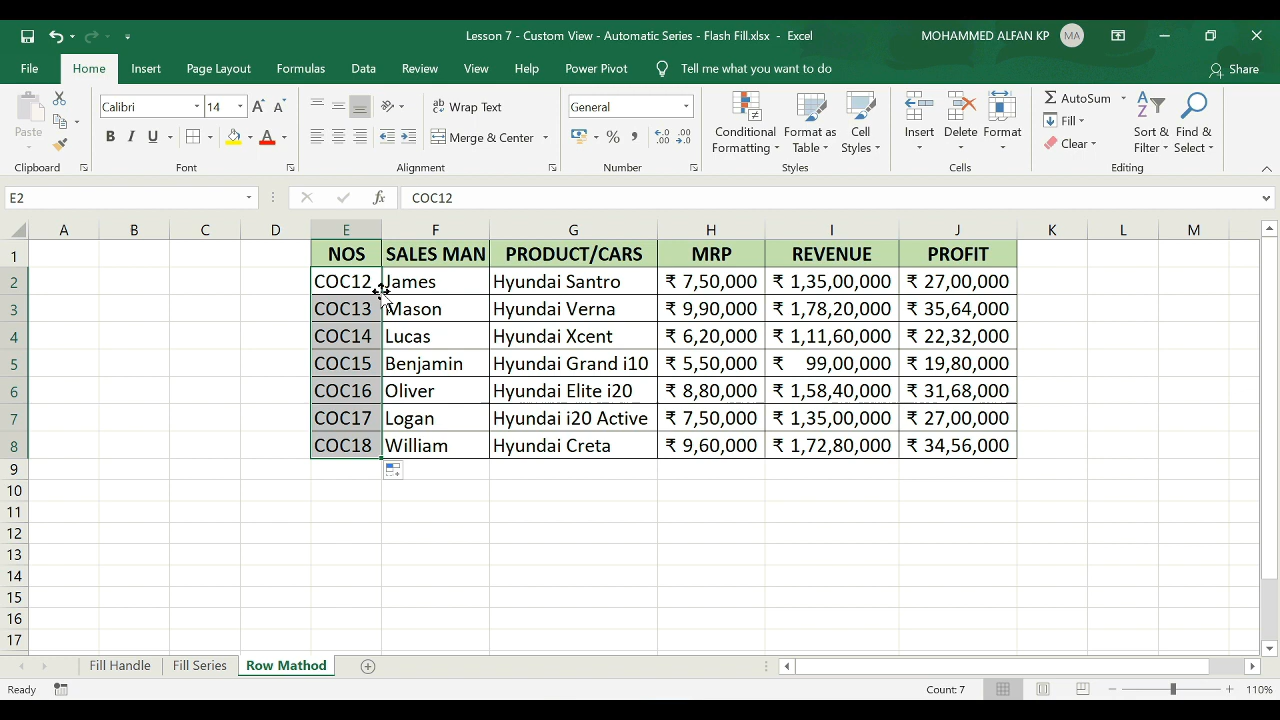 Lesson 7 - Custom View - Automatic Series - Flash Fill.xlsx - Excel
MOHAMMED ALFAN KP
MA
File Home Insert Page Layout Formulas Data Review View Help Power Pivot Tell me what you want to do Share
Paste
Calibri 14
B I U A
ab Wrap Text
Merge & Center
General
% ,
Conditional Formatting
Format as Table
Cell Styles
Insert Delete Format
AutoSum
Fill
Clear
Sort & Filter
Find & Select
Clipboard Font Alignment Number Styles Cells Editing
E2 fx COC12
A B C D E F G H I J K L M
1 NOS SALES MAN PRODUCT/CARS MRP REVENUE PROFIT
2 COC12 James Hyundai Santro ₹ 7,50,000 ₹ 1,35,00,000 ₹ 27,00,000
3 COC13 Mason Hyundai Verna ₹ 9,90,000 ₹ 1,78,20,000 ₹ 35,64,000
4 COC14 Lucas Hyundai Xcent ₹ 6,20,000 ₹ 1,11,60,000 ₹ 22,32,000
5 COC15 Benjamin Hyundai Grand i10 ₹ 5,50,000 ₹ 99,00,000 ₹ 19,80,000
6 COC16 Oliver Hyundai Elite i20 ₹ 8,80,000 ₹ 1,58,40,000 ₹ 31,68,000
7 COC17 Logan Hyundai i20 Active ₹ 7,50,000 ₹ 1,35,00,000 ₹ 27,00,000
8 COC18 William Hyundai Creta ₹ 9,60,000 ₹ 1,72,80,000 ₹ 34,56,000
9
10
11
12
13
14
15
16
17
Fill Handle Fill Series Row Mathod
Ready Count: 7 110%